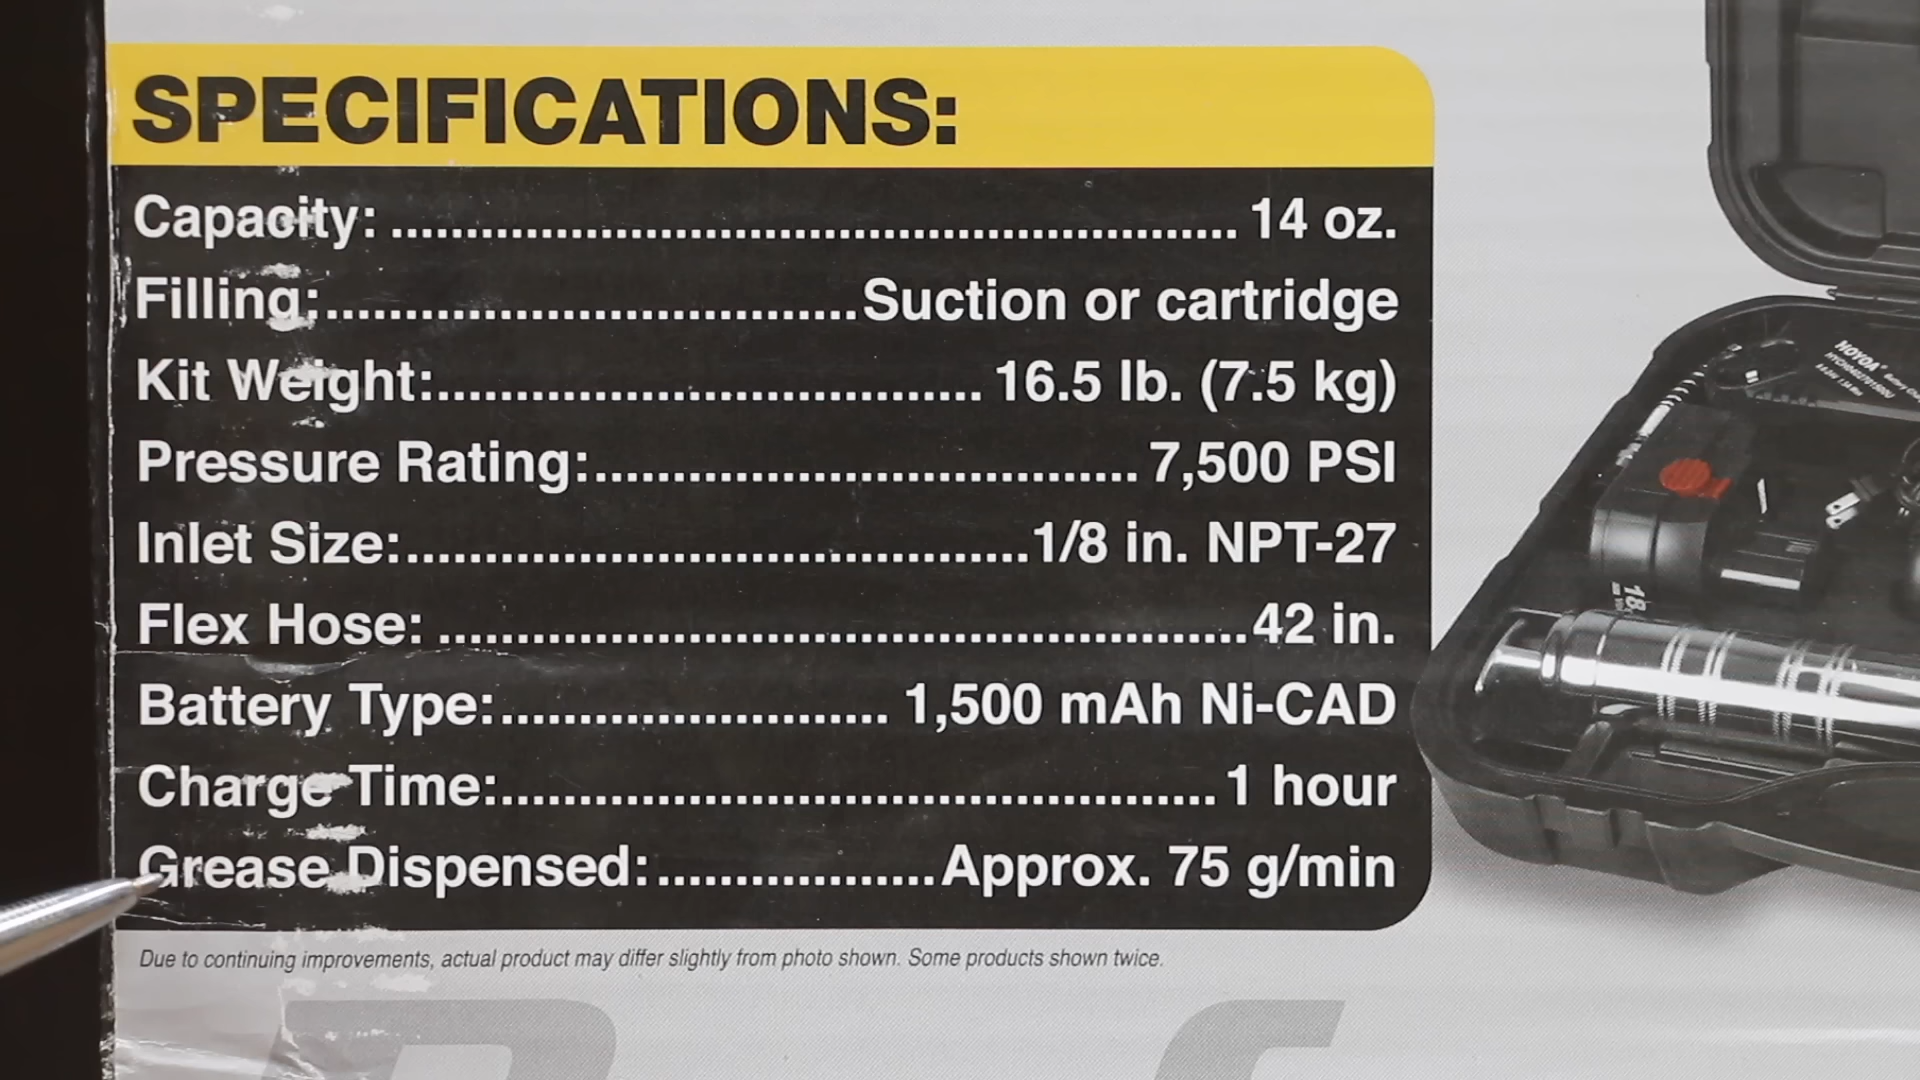 SPECIFICATIONS:
Capacity: ........................................................ 14 oz.
Filling:..................................Suction or cartridge
Kit Weight:................................... 16.5 lb. (7.5 kg)
Pressure Rating:................................... 7,500 PSI
Inlet Size:........................................1/8 in. NPT-27
Flex Hose: ....................................................42 in.
Battery Type:......................... 1,500 mAh Ni-CAD
Charge Time:.............................................. 1 hour
Grease Dispensed:..................Approx. 75 g/min
Due to continuing improvements, actual product may differ slightly from photo shown. Some products shown twice.
HOYOA®
18